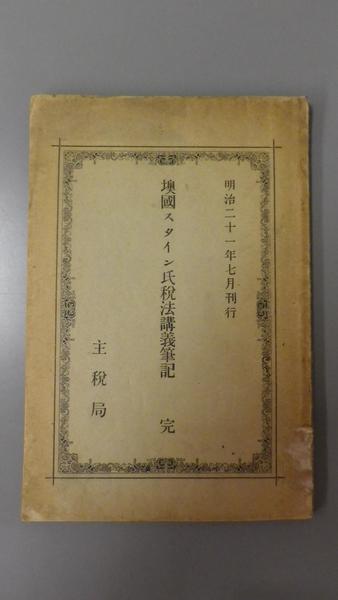 明治二十一年七月刊行
墺國スタイン氏稅法講義筆記 完
主稅局